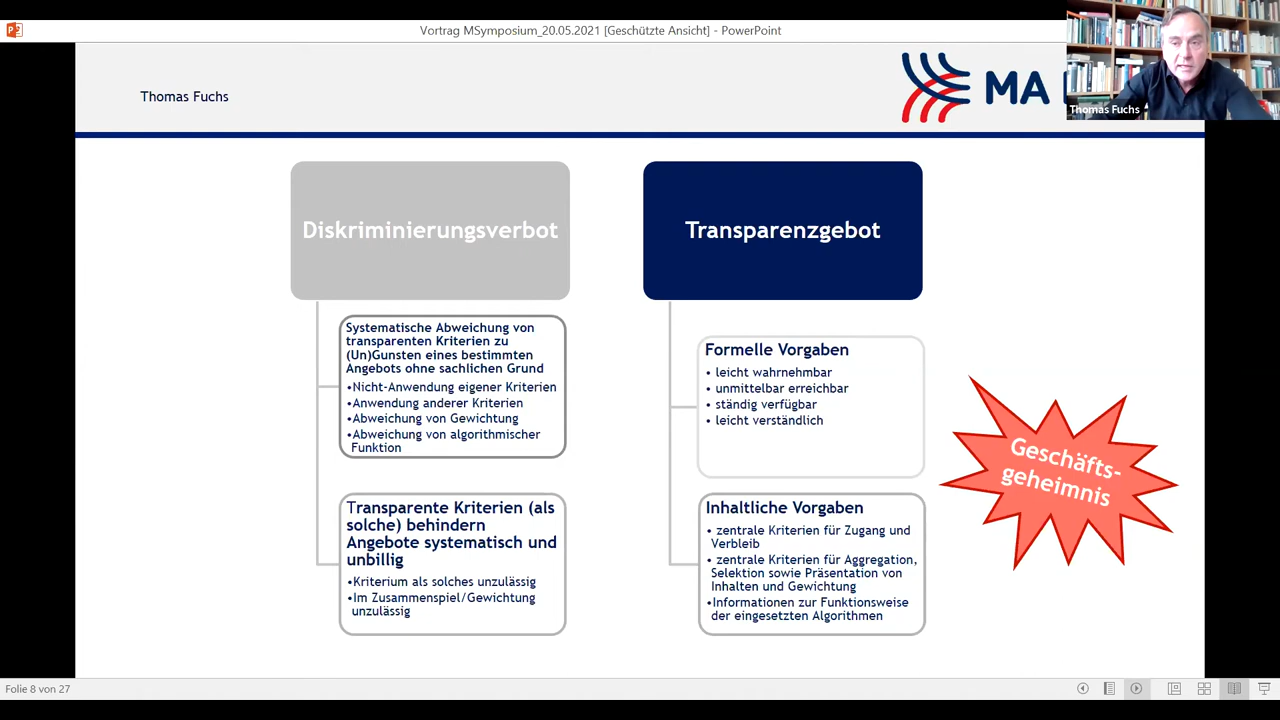 Vortrag MSymposium_20.05.2021 [Geschützte Ansicht] - PowerPoint
Thomas Fuchs
MA
Thomas Fuchs
Diskriminierungsverbot
Systematische Abweichung von
transparenten Kriterien zu
(Un)Gunsten eines bestimmten
Angebots ohne sachlichen Grund
•Nicht-Anwendung eigener Kriterien
•Anwendung anderer Kriterien
•Abweichung von Gewichtung
•Abweichung von algorithmischer
Funktion
Transparente Kriterien (als
solche) behindern
Angebote systematisch und
unbillig
•Kriterium als solches unzulässig
•Im Zusammenspiel/Gewichtung
unzulässig
Transparenzgebot
Formelle Vorgaben
• leicht wahrnehmbar
• unmittelbar erreichbar
• ständig verfügbar
• leicht verständlich
Inhaltliche Vorgaben
• zentrale Kriterien für Zugang und
Verbleib
• zentrale Kriterien für Aggregation,
Selektion sowie Präsentation von
Inhalten und Gewichtung
•Informationen zur Funktionsweise
der eingesetzten Algorithmen
Geschäfts-
geheimnis
Folie 8 von 27